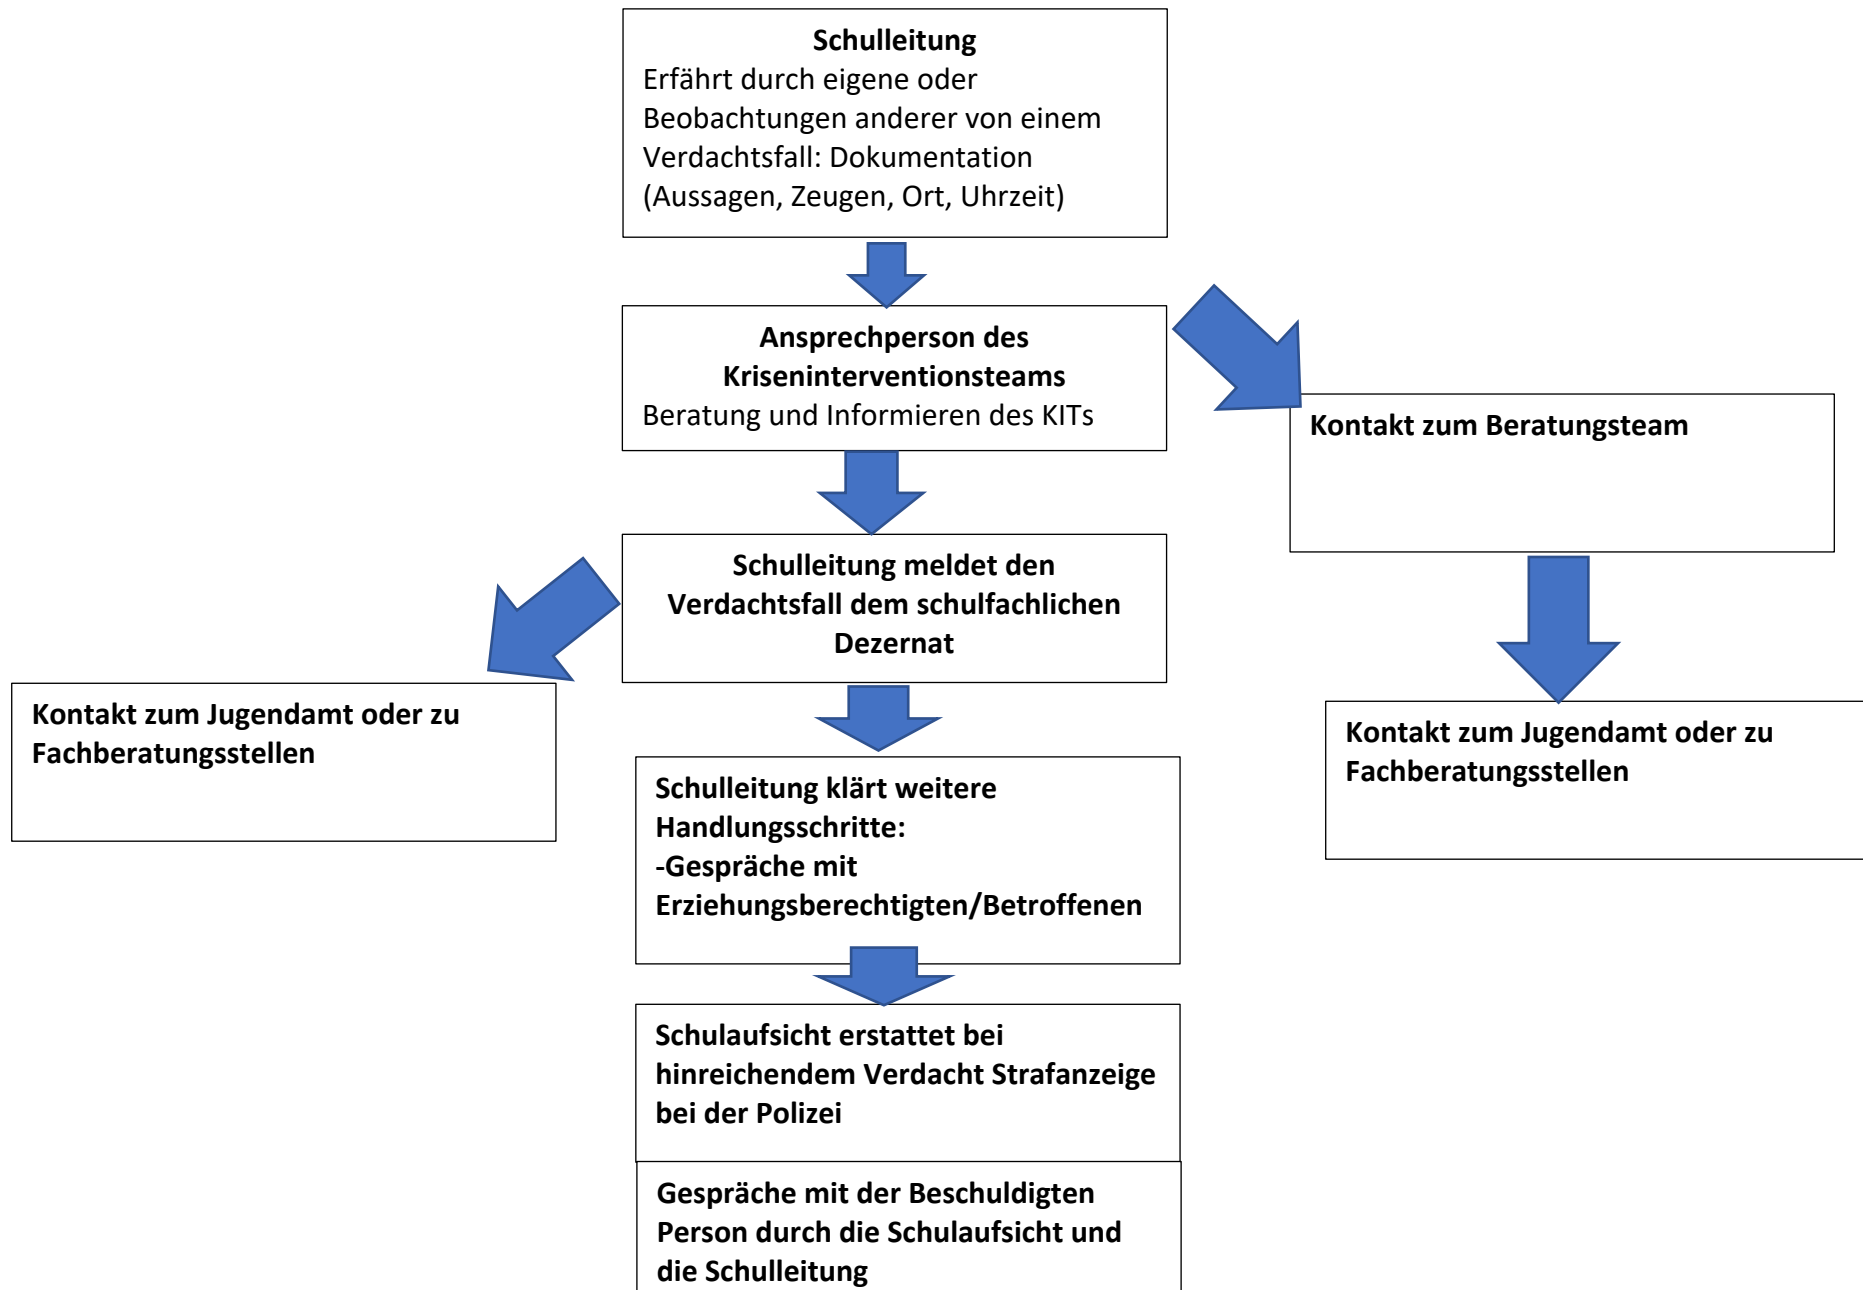 Schulleitung
Erfährt durch eigene oder
Beobachtungen anderer von einem
Verdachtsfall: Dokumentation
(Aussagen, Zeugen, Ort, Uhrzeit)
Ansprechperson des
Kriseninterventionsteams
Beratung und Informieren des KITs
Kontakt zum Beratungsteam
Schulleitung meldet den
Verdachtsfall dem schulfachlichen
Dezernat
Kontakt zum Jugendamt oder zu
Fachberatungsstellen
Kontakt zum Jugendamt oder zu
Fachberatungsstellen
Schulleitung klärt weitere
Handlungsschritte:
-Gespräche mit
Erziehungsberechtigten/Betroffenen
Schulaufsicht erstattet bei
hinreichendem Verdacht Strafanzeige
bei der Polizei
Gespräche mit der Beschuldigten
Person durch die Schulaufsicht und
die Schulleitung